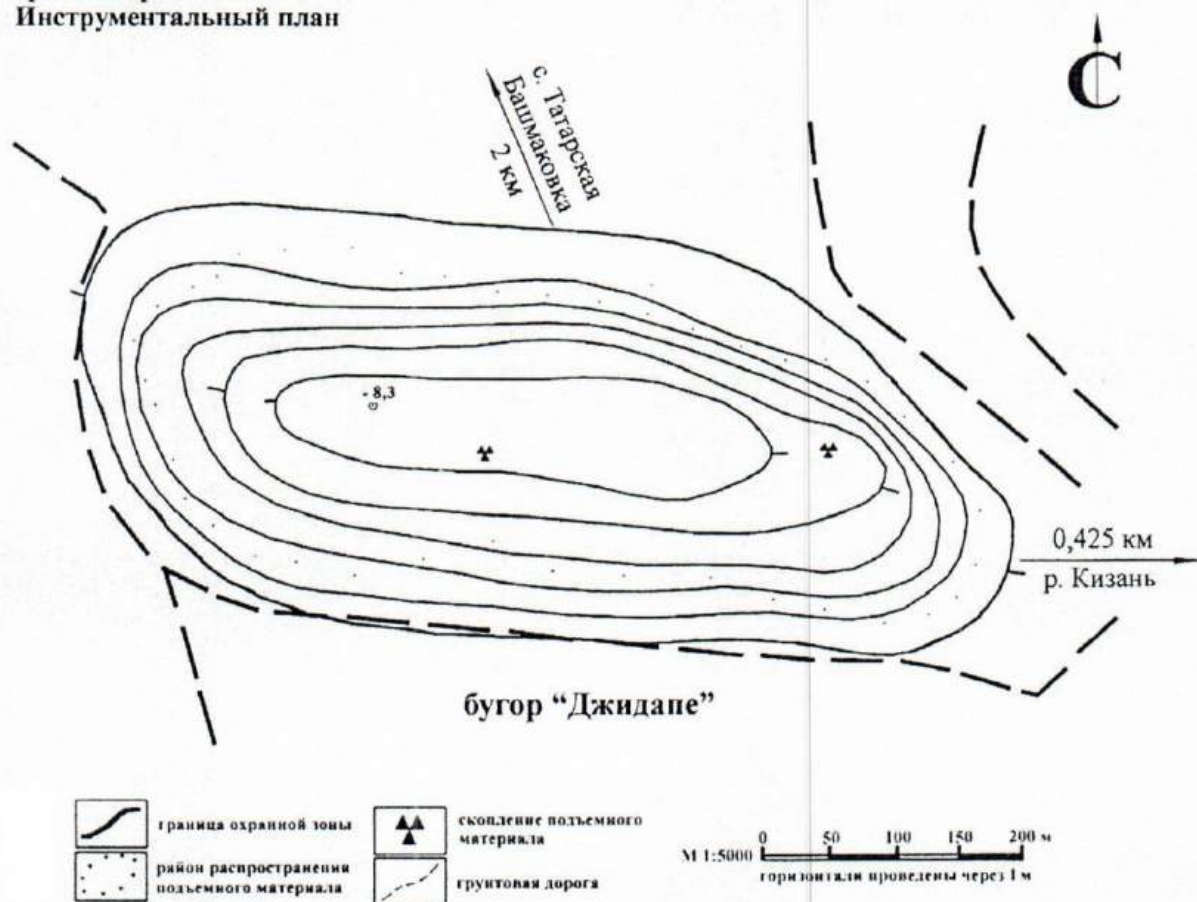 Инструментальный план
С
с. Татарская
Башмаковка
2 км
- 8,3
0,425 км
р. Кизань
бугор “Джидапе”
граница охранной зоны
район распространения
подъемного материала
скопление подъемного
материала
грунтовая дорога
0 50 100 150 200 м
М 1:5000
горизонтали проведены через 1 м